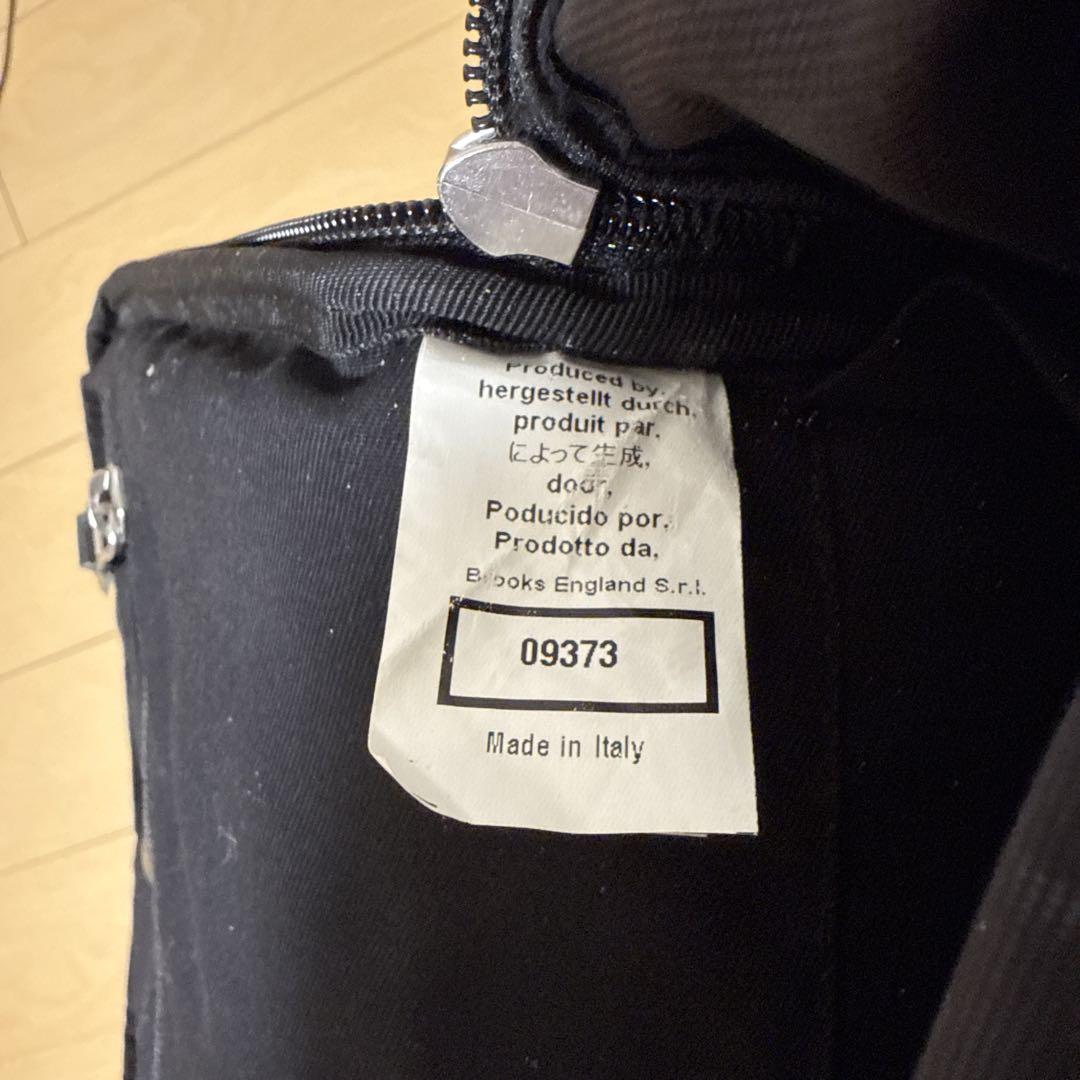 Produced by,
hergestellt durch,
produit par,
によって生成,
door,
Poducido por,
Prodotto da,
Brooks England S.r.l.
09373
Made in Italy